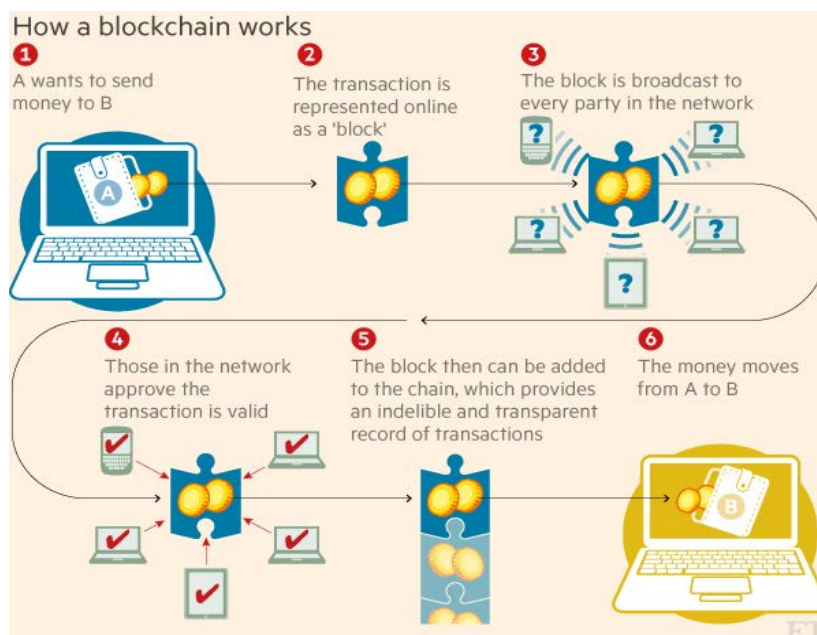 How a blockchain works
1
A wants to send
money to B
A
2
The transaction is
represented online
as a 'block'
3
The block is broadcast to
every party in the network
?
?
?
?
?
4
Those in the network
approve the
transaction is valid
5
The block then can be added
to the chain, which provides
an indelible and transparent
record of transactions
6
The money moves
from A to B
B
FT